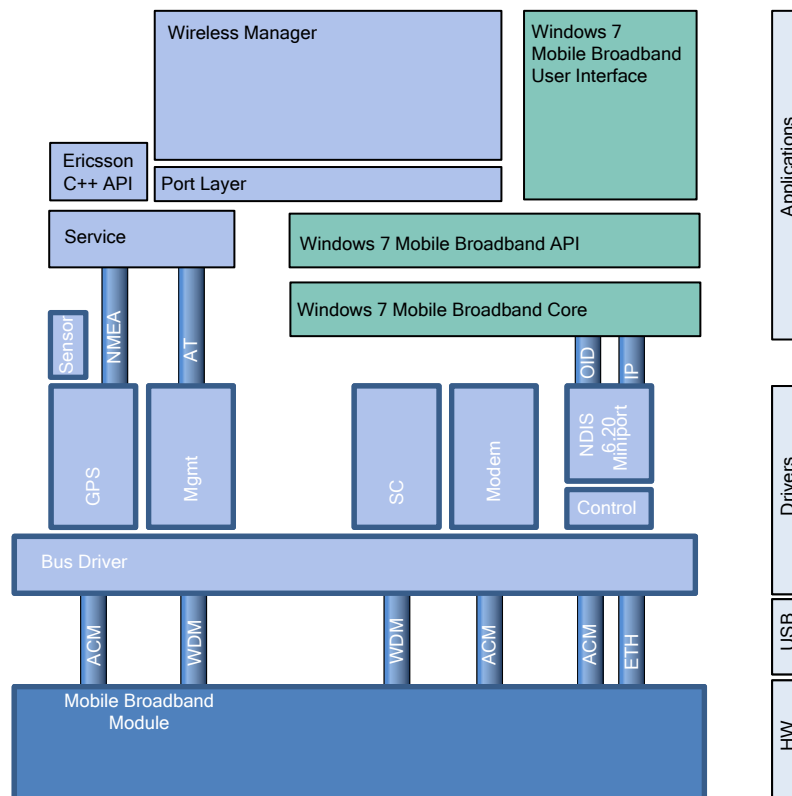 Wireless Manager
Windows 7
Mobile Broadband
User Interface
Applications
Ericsson
C++ API
Port Layer
Service
Windows 7 Mobile Broadband API
Windows 7 Mobile Broadband Core
Sensor
NMEA
AT
OID
IP
GPS
Mgmt
SC
Modem
NDIS
6.20
Miniport
Control
Drivers
Bus Driver
ACM
WDM
WDM
ACM
ACM
ETH
USB
Mobile Broadband
Module
HW